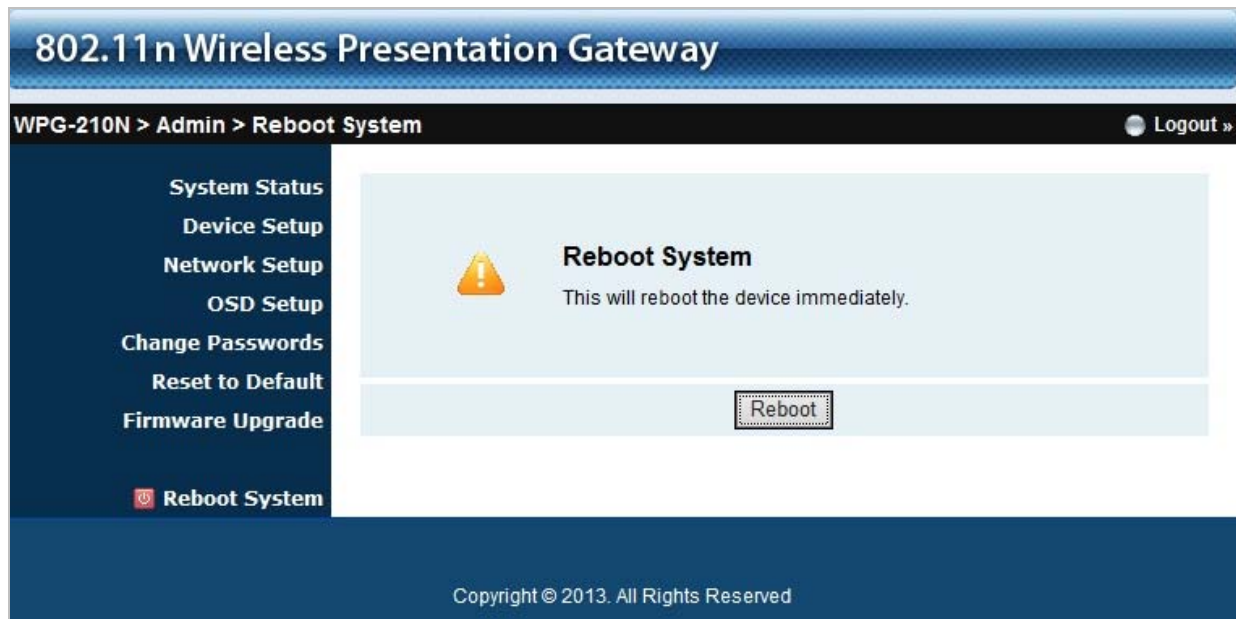 802.11n Wireless Presentation Gateway
WPG-210N > Admin > Reboot System
Logout »
System Status
Device Setup
Network Setup
OSD Setup
Change Passwords
Reset to Default
Firmware Upgrade
Reboot System
Reboot System
This will reboot the device immediately.
Reboot
Copyright © 2013. All Rights Reserved